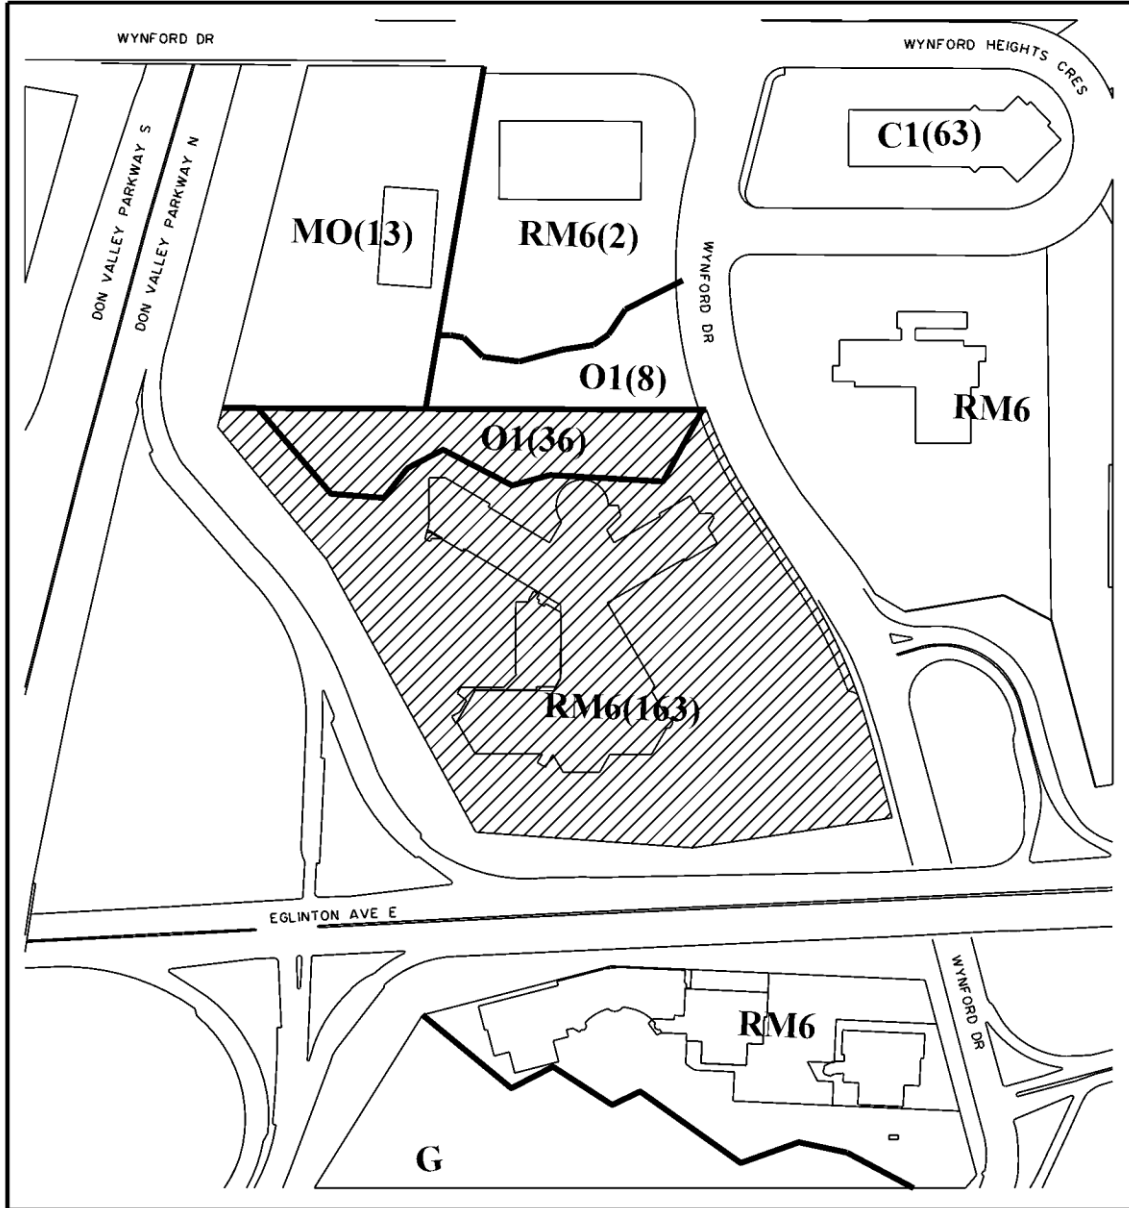 WYNFORD DR
WYNFORD HEIGHTS CRES
C1(63)
DON VALLEY PARKWAY S
DON VALLEY PARKWAY N
MO(13)
RM6(2)
WYNFORD DR
O1(8)
RM6
O1(36)
RM6(163)
EGLINTON AVE E
WYNFORD DR
RM6
G